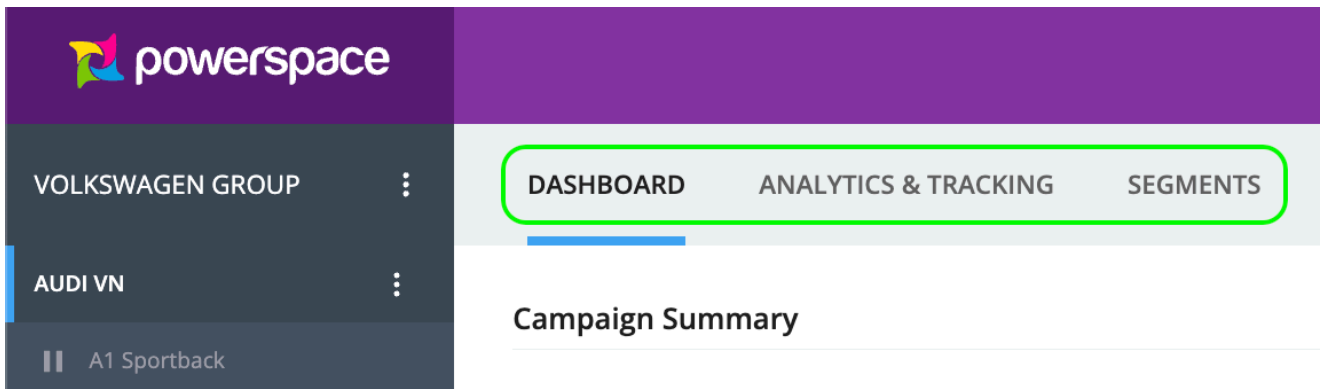 powerspace
VOLKSWAGEN GROUP
DASHBOARD ANALYTICS & TRACKING SEGMENTS
AUDI VN
Campaign Summary
A1 Sportback